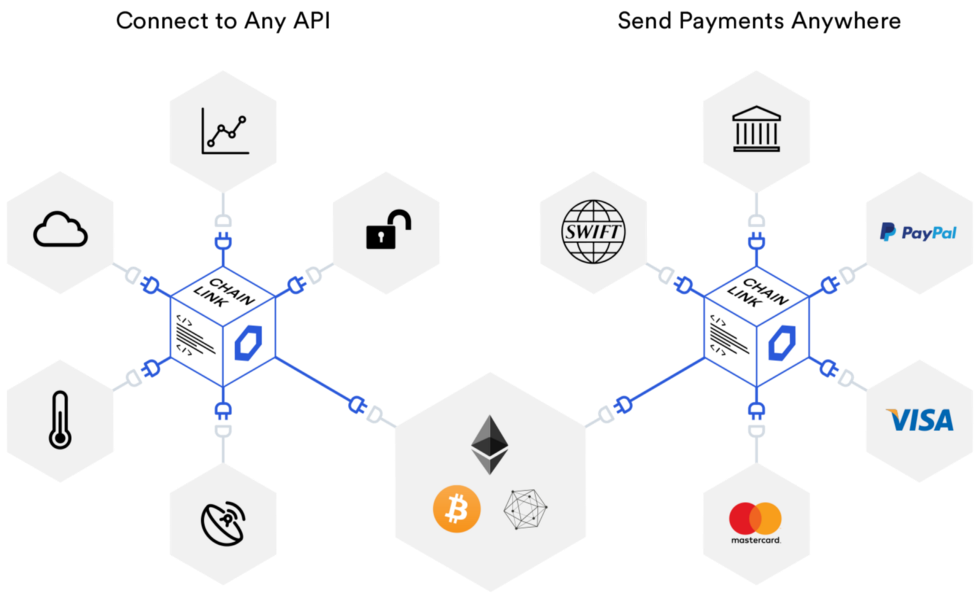 Connect to Any API
Send Payments Anywhere
SWIFT
PayPal
CHAIN
LINK
<|>
<|>
CHAIN
LINK
<|>
<|>
VISA
mastercard.